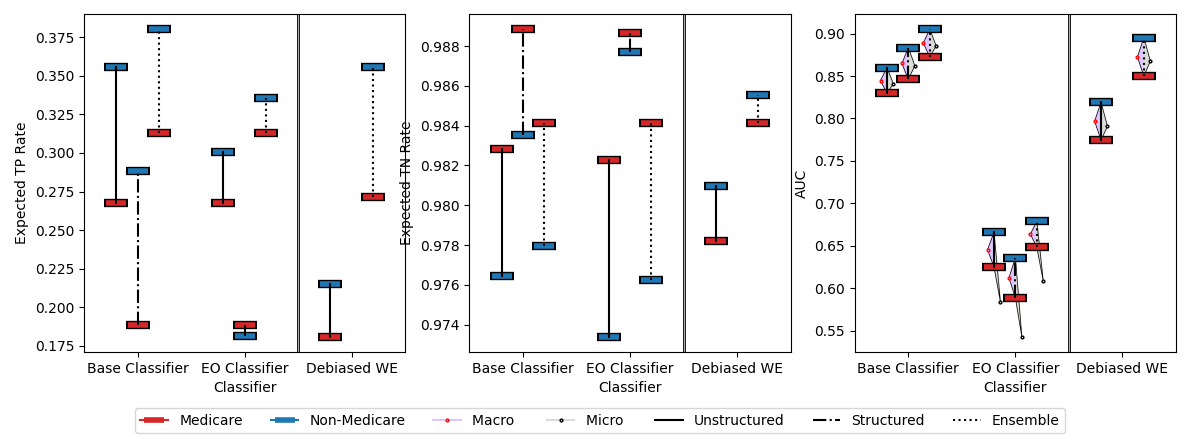 Expected TP Rate
0.375
0.350
0.325
0.300
0.275
0.250
0.225
0.200
0.175
Base Classifier EO Classifier Debiased WE
Classifier
Expected TN Rate
0.988
0.986
0.984
0.982
0.980
0.978
0.976
0.974
Base Classifier EO Classifier Debiased WE
Classifier
AUC
0.90
0.85
0.80
0.75
0.70
0.65
0.60
0.55
Base Classifier EO Classifier Debiased WE
Classifier
Medicare Non-Medicare Macro Micro Unstructured Structured Ensemble